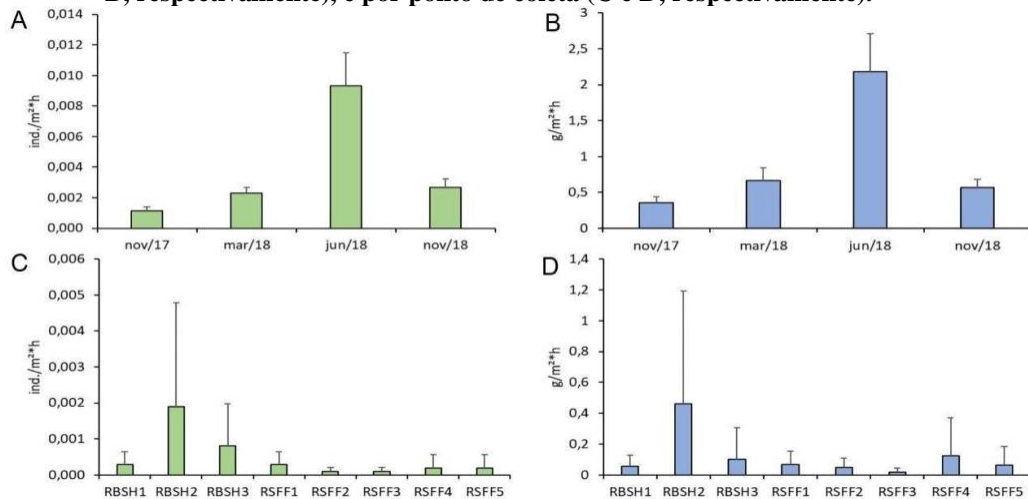 B, respectivamente), e por ponto de coleta (C e D, respectivamente).
A
0,014
0,012
0,010
0,008
0,006
0,004
0,002
0,000
ind./m²*h
nov/17 mar/18 jun/18 nov/18
B
3
2,5
2
1,5
1
0,5
0
g/m²*h
nov/17 mar/18 jun/18 nov/18
C
0,006
0,005
0,004
0,003
0,002
0,001
0,000
ind./m²*h
RBSH1 RBSH2 RBSH3 RSFF1 RSFF2 RSFF3 RSFF4 RSFF5
D
1,4
1,2
1
0,8
0,6
0,4
0,2
0
g/m²*h
RBSH1 RBSH2 RBSH3 RSFF1 RSFF2 RSFF3 RSFF4 RSFF5